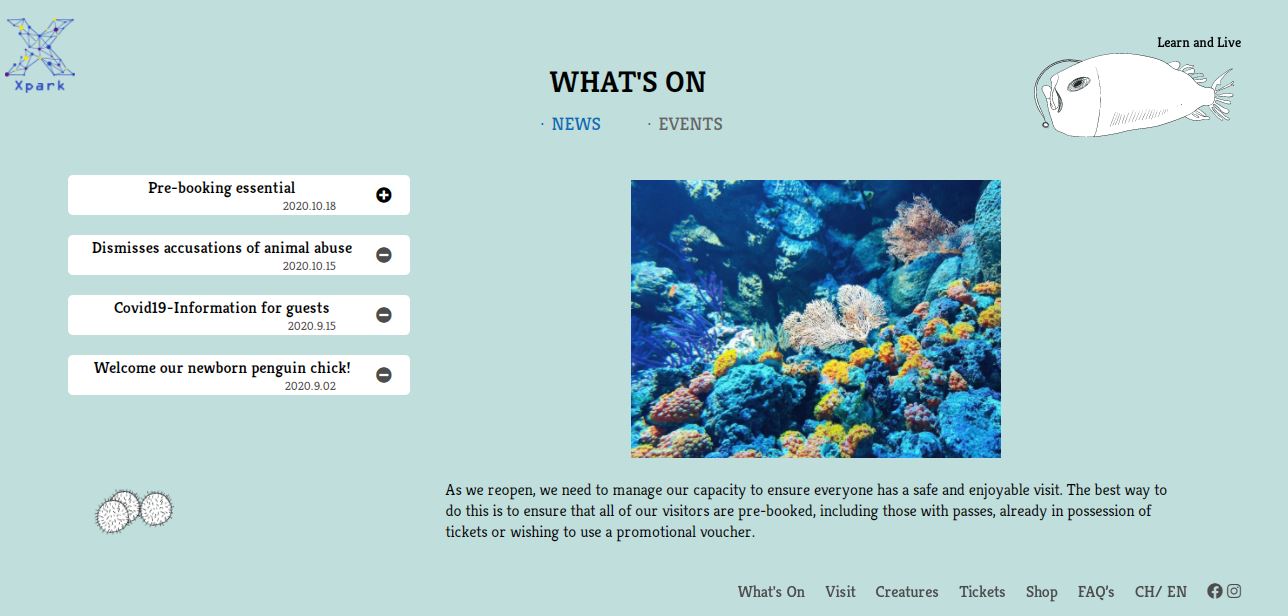 Xpark
Learn and Live
WHAT'S ON
· NEWS · EVENTS
Pre-booking essential
2020.10.18
Dismisses accusations of animal abuse
2020.10.15
Covid19-Information for guests
2020.9.15
Welcome our newborn penguin chick!
2020.9.02
As we reopen, we need to manage our capacity to ensure everyone has a safe and enjoyable visit. The best way to
do this is to ensure that all of our visitors are pre-booked, including those with passes, already in possession of
tickets or wishing to use a promotional voucher.
What's On Visit Creatures Tickets Shop FAQ's CH/ EN